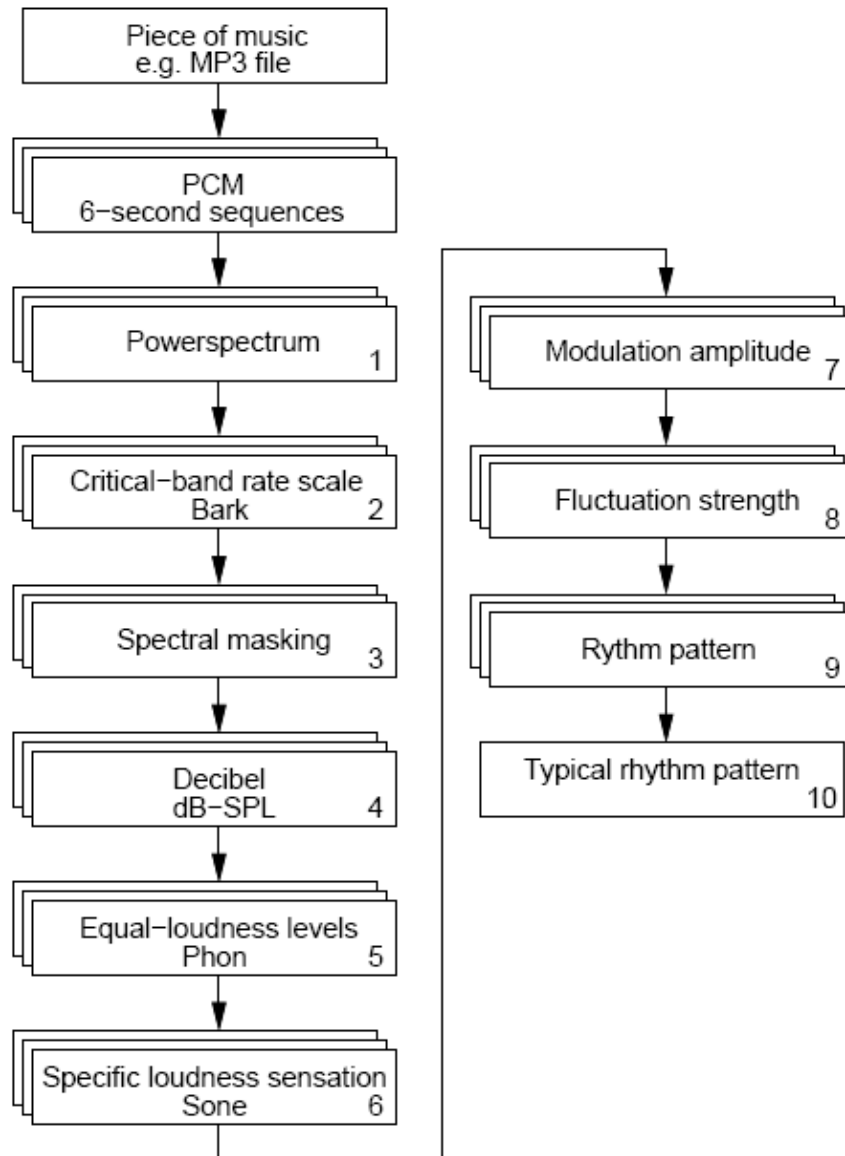 Piece of music
e.g. MP3 file
PCM
6−second sequences
Powerspectrum
1
Critical−band rate scale
Bark
2
Spectral masking
3
Decibel
dB−SPL
4
Equal−loudness levels
Phon
5
Specific loudness sensation
Sone
6
Modulation amplitude
7
Fluctuation strength
8
Rythm pattern
9
Typical rhythm pattern
10